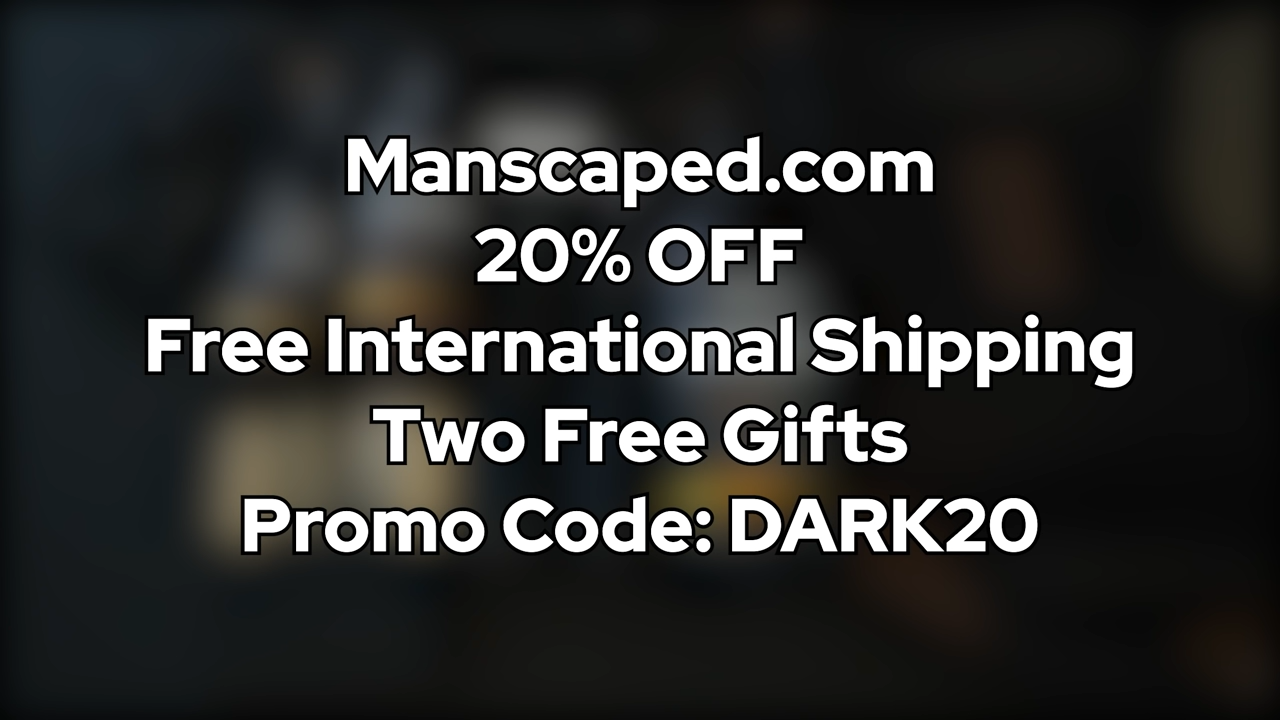 Manscaped.com
20% OFF
Free International Shipping
Two Free Gifts
Promo Code: DARK20